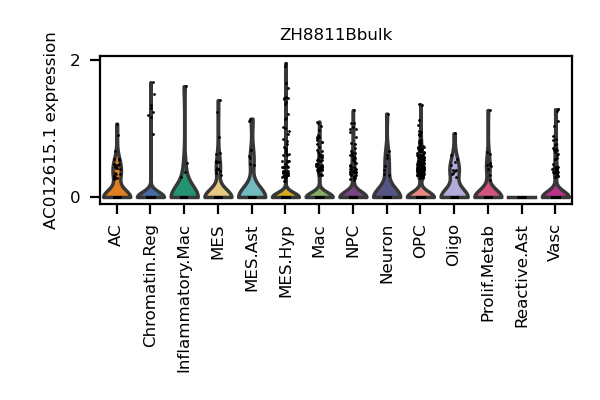 ZH8811Bbulk
AC012615.1 expression
2
0
AC
Chromatin.Reg
Inflammatory.Mac
MES
MES.Ast
MES.Hyp
Mac
NPC
Neuron
OPC
Oligo
Prolif.Metab
Reactive.Ast
Vasc